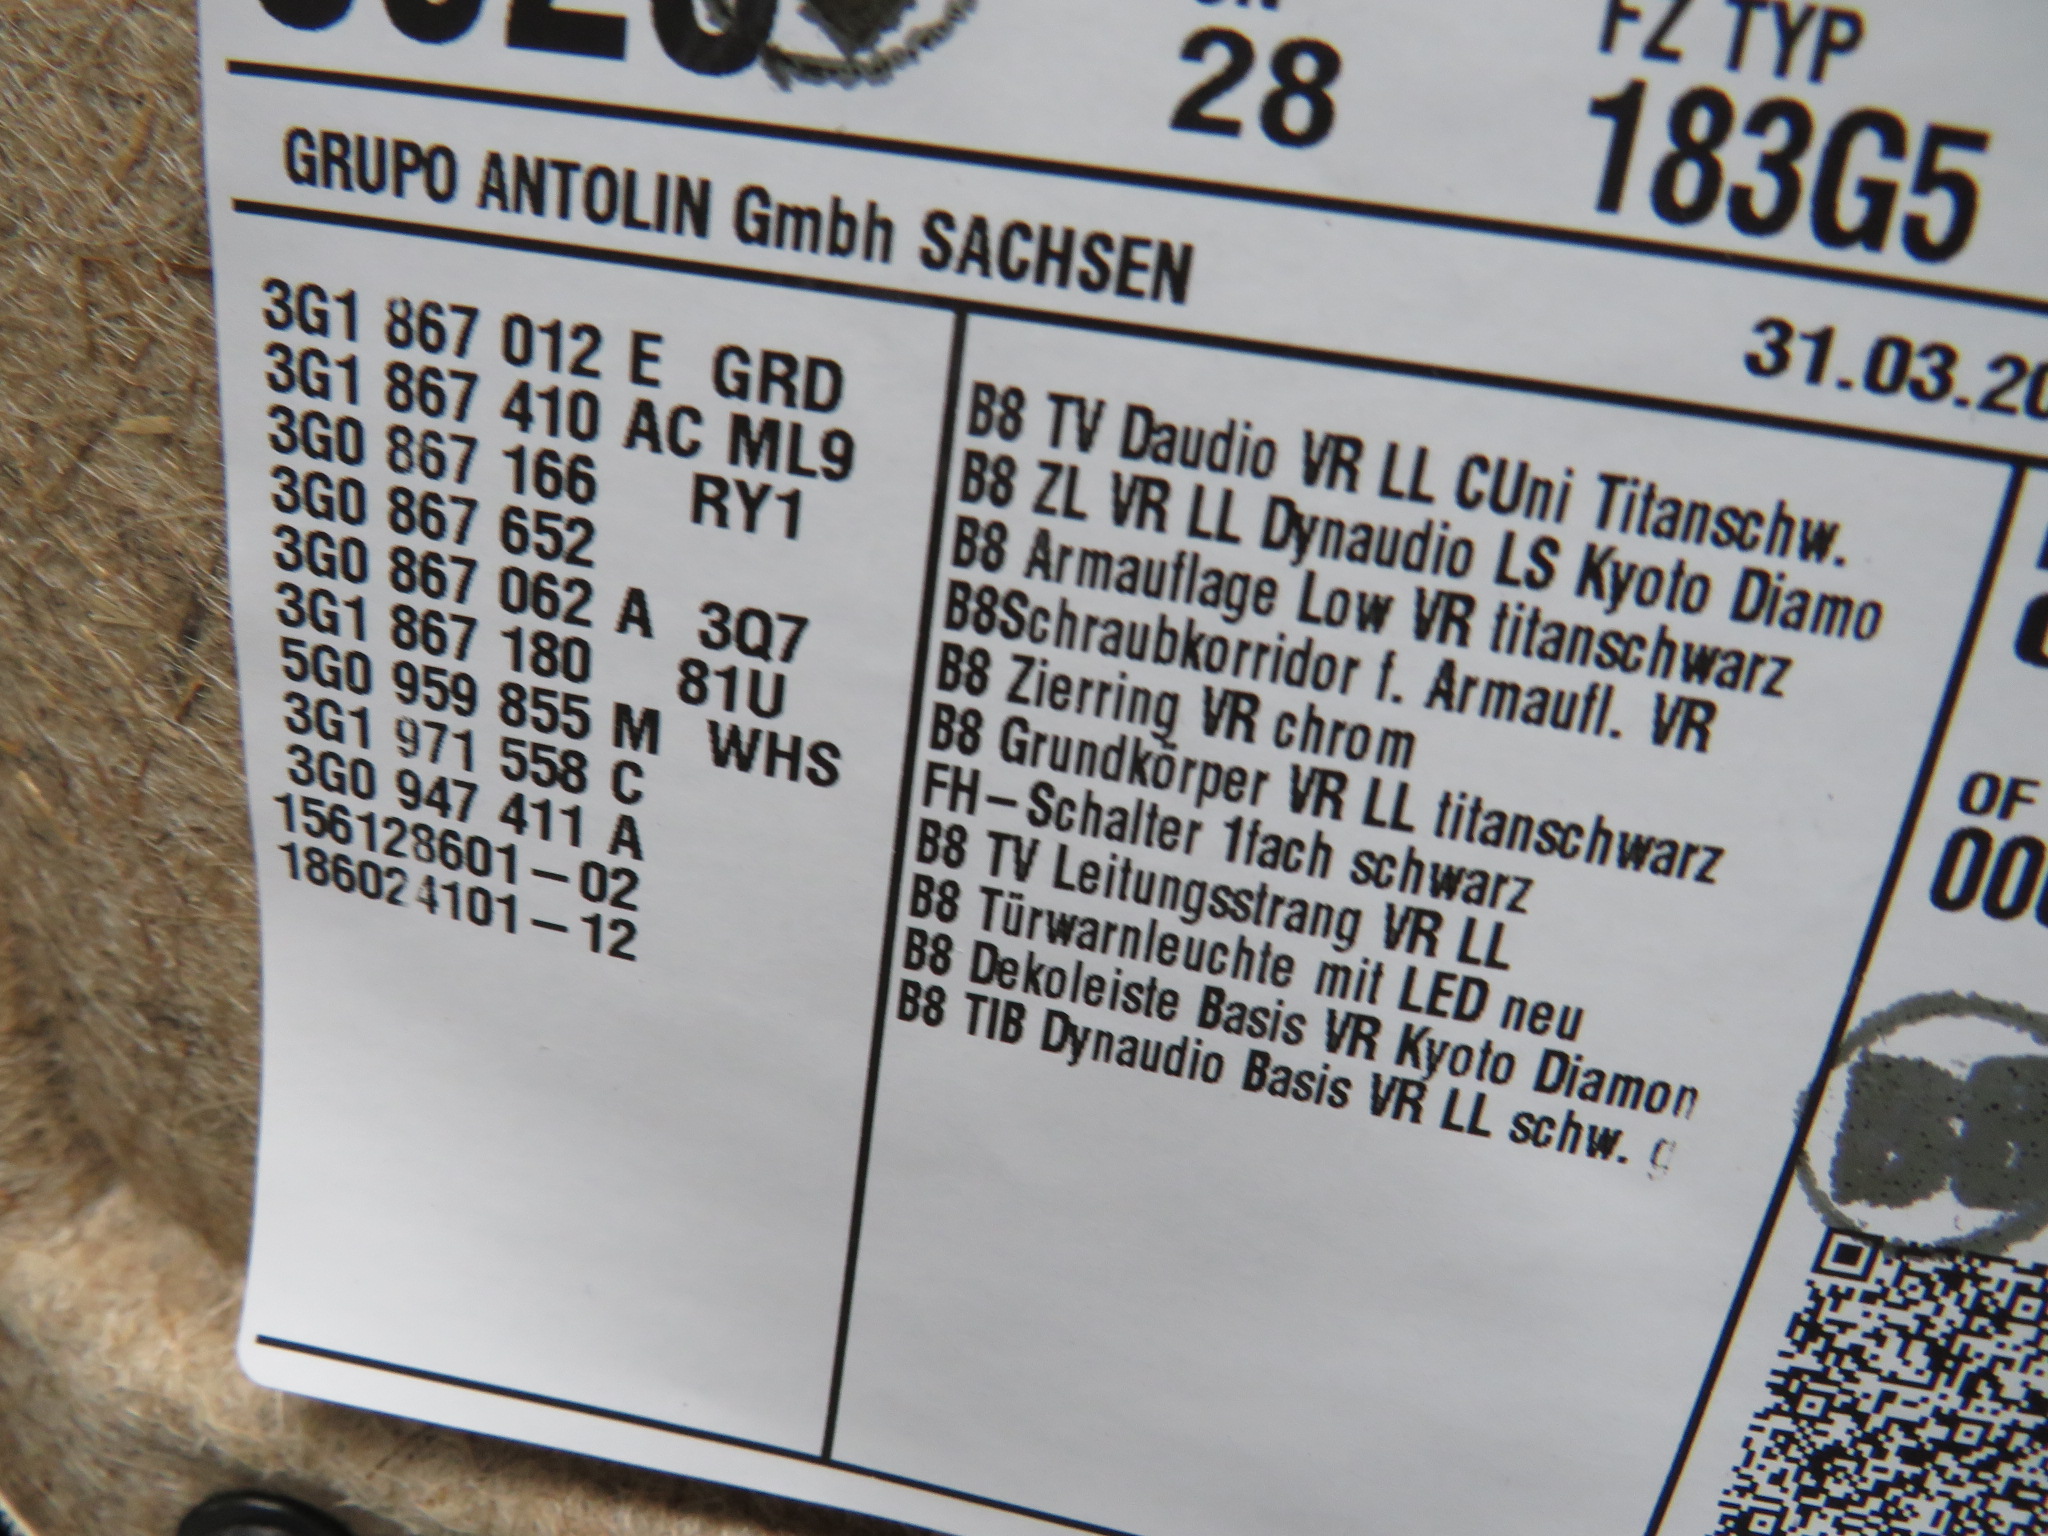 28
FZ TYP
183G5
GRUPO ANTOLIN Gmbh SACHSEN
31.03.20
3G1 867 012 E GRD
3G1 867 410 AC ML9
3G0 867 166 RY1
3G0 867 652
3G0 867 062 A 3Q7
3G1 867 180 81U
5G0 959 855 M WHS
3G1 971 558 C
3G0 947 411 A
156128601-02
186024101-12
B8 TV Daudio VR LL CUni Titanschw.
B8 ZL VR LL Dynaudio LS Kyoto Diamo
B8 Armauflage Low VR titanschwarz
B8Schraubkorridor f. Armaufl. VR
B8 Zierring VR chrom
B8 Grundkörper VR LL titanschwarz
FH-Schalter 1fach schwarz
B8 TV Leitungsstrang VR LL
B8 Türwarnleuchte mit LED neu
B8 Dekoleiste Basis VR Kyoto Diamon
B8 TIB Dynaudio Basis VR LL schw. g
OF